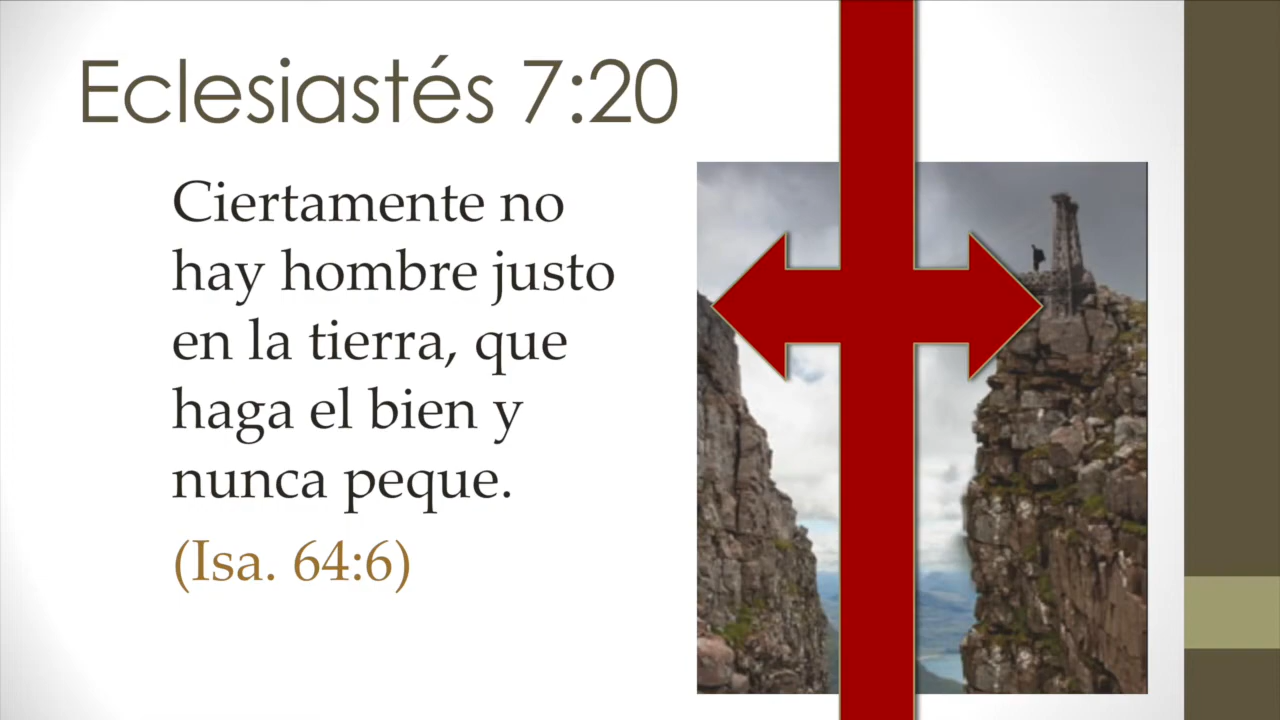 Eclesiastés 7:20
Ciertamente no
hay hombre justo
en la tierra, que
haga el bien y
nunca peque.
(Isa. 64:6)